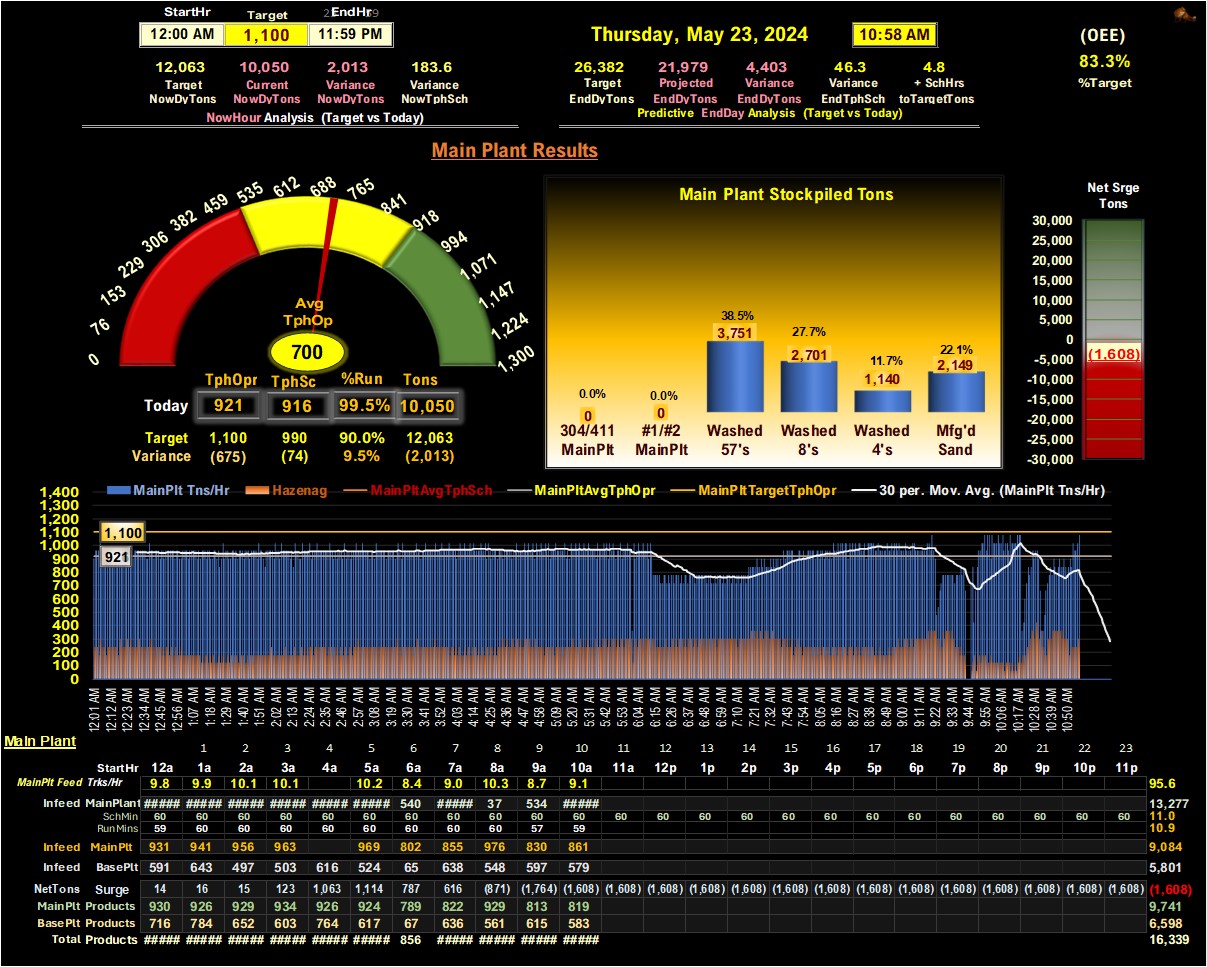 StartHr Target EndHr
12:00 AM 1,100 11:59 PM
Thursday, May 23, 2024 10:58 AM
(OEE)
83.3%
%Target
12,063 10,050 2,013 183.6
Target Current Variance Variance
NowDyTons NowDyTons NowDyTons NowTphSch
NowHour Analysis (Target vs Today)
26,382 21,979 4,403 46.3 4.8
Target Projected Variance Variance + SchHrs
EndDyTons EndDyTons EndDyTons EndTphSch toTargetTons
Predictive EndDay Analysis (Target vs Today)
Main Plant Results
0 76 153 229 306 382 459 535 612 688 765 841 918 994 1,071 1,147 1,224 1,300
Avg
TphOp
700
TphOpr TphSc %Run Tons
Today 921 916 99.5% 10,050
Target 1,100 990 90.0% 12,063
Variance (675) (74) 9.5% (2,013)
Main Plant Stockpiled Tons
0.0% 0.0% 38.5% 27.7% 11.7% 22.1%
0 0 3,751 2,701 1,140 2,149
304/411 #1/#2 Washed Washed Washed Mfg'd
MainPlt MainPlt 57's 8's 4's Sand
Net Srge
Tons
30,000
25,000
20,000
15,000
10,000
5,000
0
-5,000
-10,000
-15,000
-20,000
-25,000
-30,000
(1,608)
MainPlt Tns/Hr Hazenag MainPltAvgTphSch MainPltAvgTphOpr MainPltTargetTphOpr 30 per. Mov. Avg. (MainPlt Tns/Hr)
1,400
1,300
1,200
1,100
1,000
900
800
700
600
500
400
300
200
100
0
1,100
921
12:01 AM 12:12 AM 12:23 AM 12:34 AM 12:45 AM 12:56 AM 1:07 AM 1:18 AM 1:29 AM 1:40 AM 1:51 AM 2:02 AM 2:13 AM 2:24 AM 2:35 AM 2:46 AM 2:57 AM 3:08 AM 3:19 AM 3:30 AM 3:41 AM 3:52 AM 4:03 AM 4:14 AM 4:25 AM 4:36 AM 4:47 AM 4:58 AM 5:09 AM 5:20 AM 5:31 AM 5:42 AM 5:53 AM 6:04 AM 6:15 AM 6:26 AM 6:37 AM 6:48 AM 6:59 AM 7:10 AM 7:21 AM 7:32 AM 7:43 AM 7:54 AM 8:05 AM 8:16 AM 8:27 AM 8:38 AM 8:49 AM 9:00 AM 9:11 AM 9:22 AM 9:33 AM 9:44 AM 9:55 AM 10:06 AM 10:17 AM 10:28 AM 10:39 AM 10:50 AM
Main Plant
1 2 3 4 5 6 7 8 9 10 11 12 13 14 15 16 17 18 19 20 21 22 23
StartHr 12a 1a 2a 3a 4a 5a 6a 7a 8a 9a 10a 11a 12p 1p 2p 3p 4p 5p 6p 7p 8p 9p 10p 11p
MainPlt Feed Trks/Hr 9.8 9.9 10.1 10.1 10.2 8.4 9.0 10.3 8.7 9.1 95.6
Infeed MainPlant ##### ##### ##### ##### ##### ##### 540 ##### 37 534 ##### 13,277
SchMin 60 60 60 60 60 60 60 60 60 60 60 60 60 60 60 60 60 60 60 60 60 60 60 60 11.0
RunMins 59 60 60 60 60 60 60 60 60 57 59 10.9
Infeed MainPlt 931 941 956 963 969 802 855 976 830 861 9,084
Infeed BasePlt 591 643 497 503 616 524 65 638 548 597 579 5,801
NetTons Surge 14 16 15 123 1,063 1,114 787 616 (871) (1,764) (1,608) (1,608) (1,608) (1,608) (1,608) (1,608) (1,608) (1,608) (1,608) (1,608) (1,608) (1,608) (1,608) (1,608) (1,608)
MainPlt Products 930 926 929 934 926 924 789 822 929 813 819 9,741
BasePlt Products 716 784 652 603 764 617 67 636 561 615 583 6,598
Total Products ##### ##### ##### ##### ##### ##### 856 ##### ##### ##### ##### 16,339